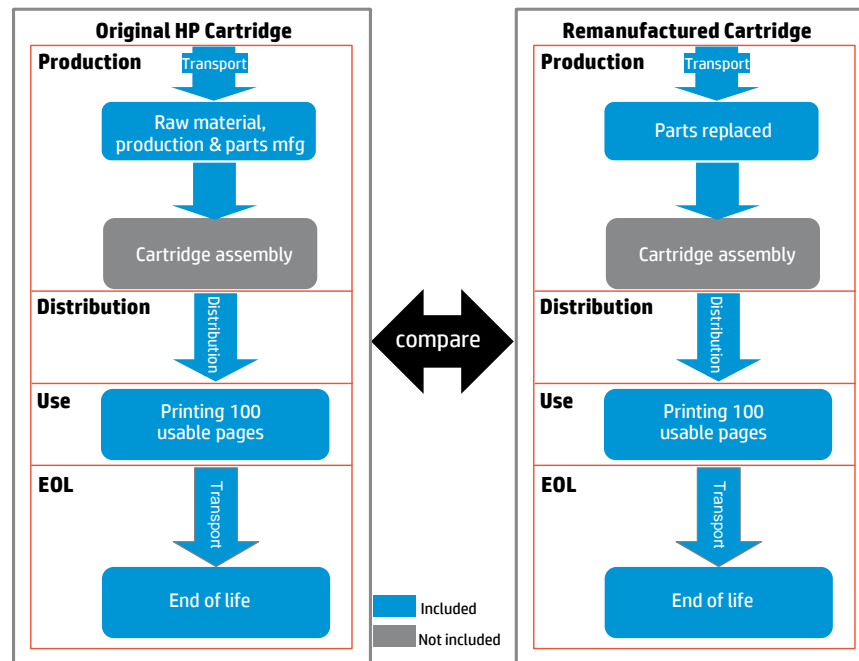 Original HP Cartridge
Production
Transport
Raw material,
production & parts mfg
Cartridge assembly
Distribution
Distribution
Use
Printing 100
usable pages
EOL
Transport
End of life
compare
Included
Not included
Remanufactured Cartridge
Production
Transport
Parts replaced
Cartridge assembly
Distribution
Distribution
Use
Printing 100
usable pages
EOL
Transport
End of life